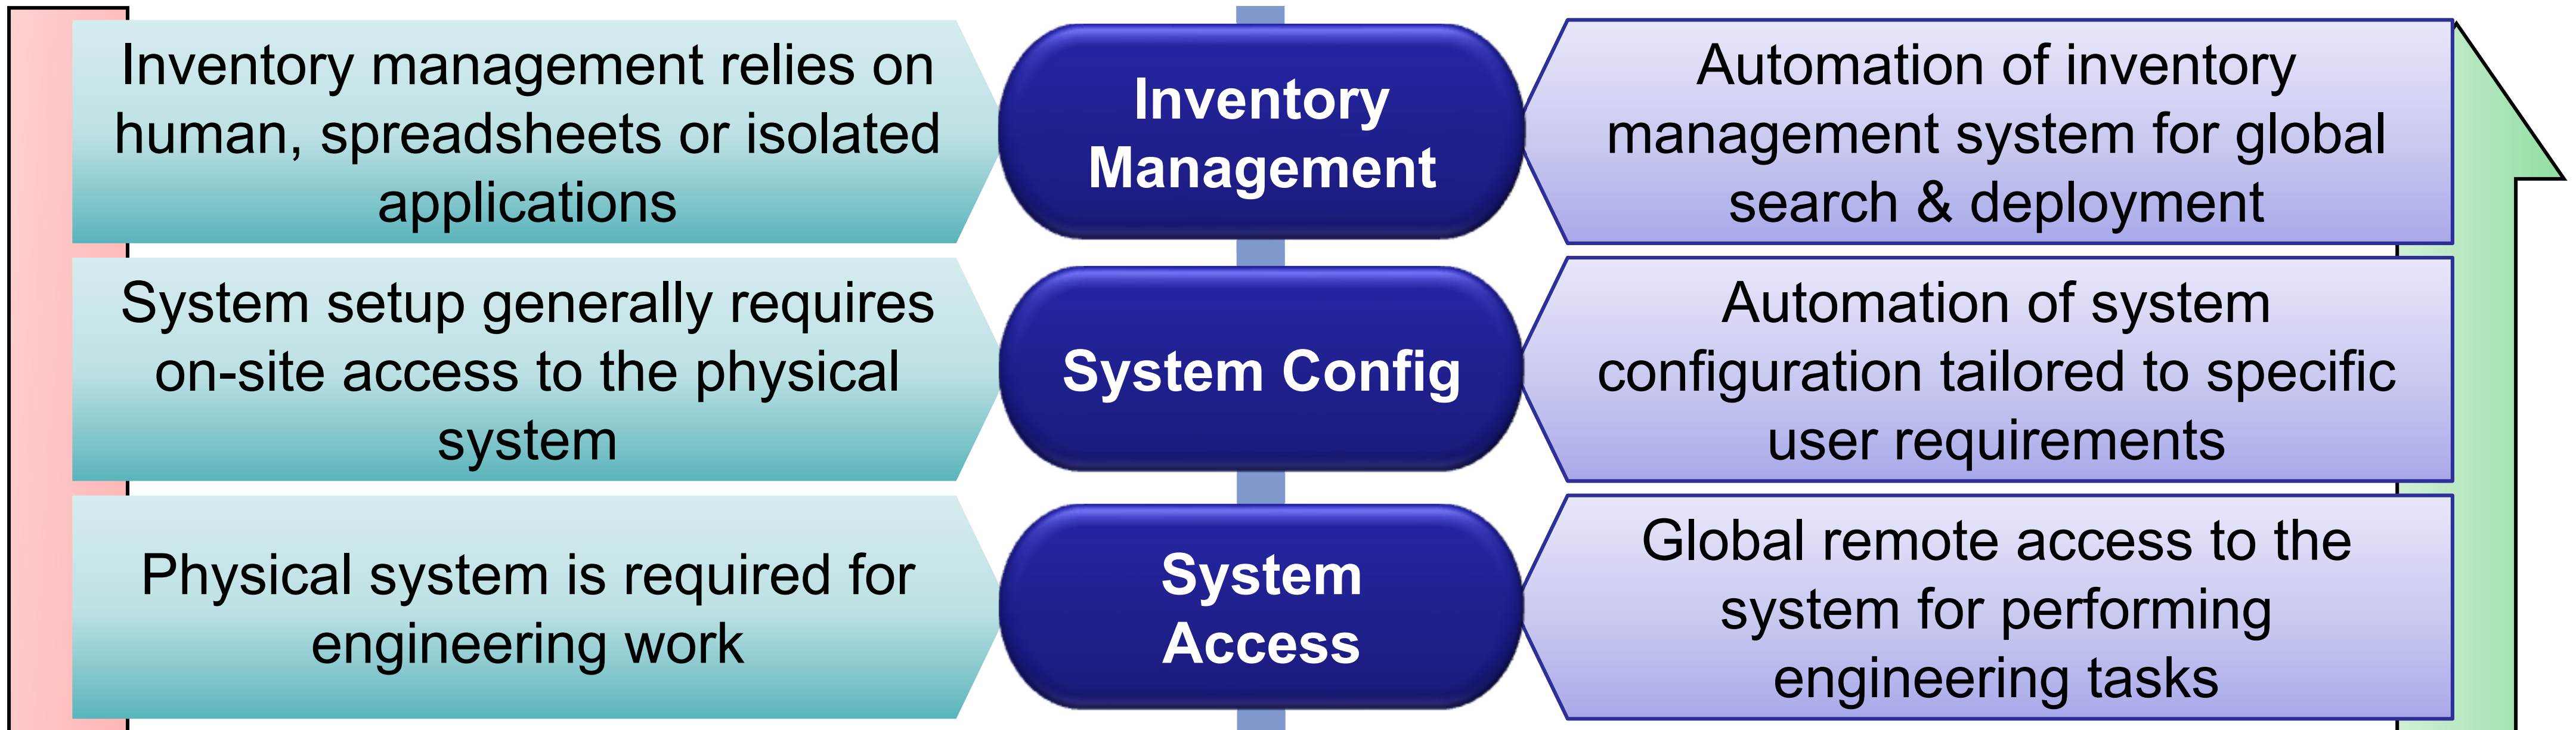 Inventory management relies on
human, spreadsheets or isolated
applications
Inventory
Management
Automation of inventory
management system for global
search & deployment
System setup generally requires
on-site access to the physical
system
System Config
Automation of system
configuration tailored to specific
user requirements
Physical system is required for
engineering work
System
Access
Global remote access to the
system for performing
engineering tasks